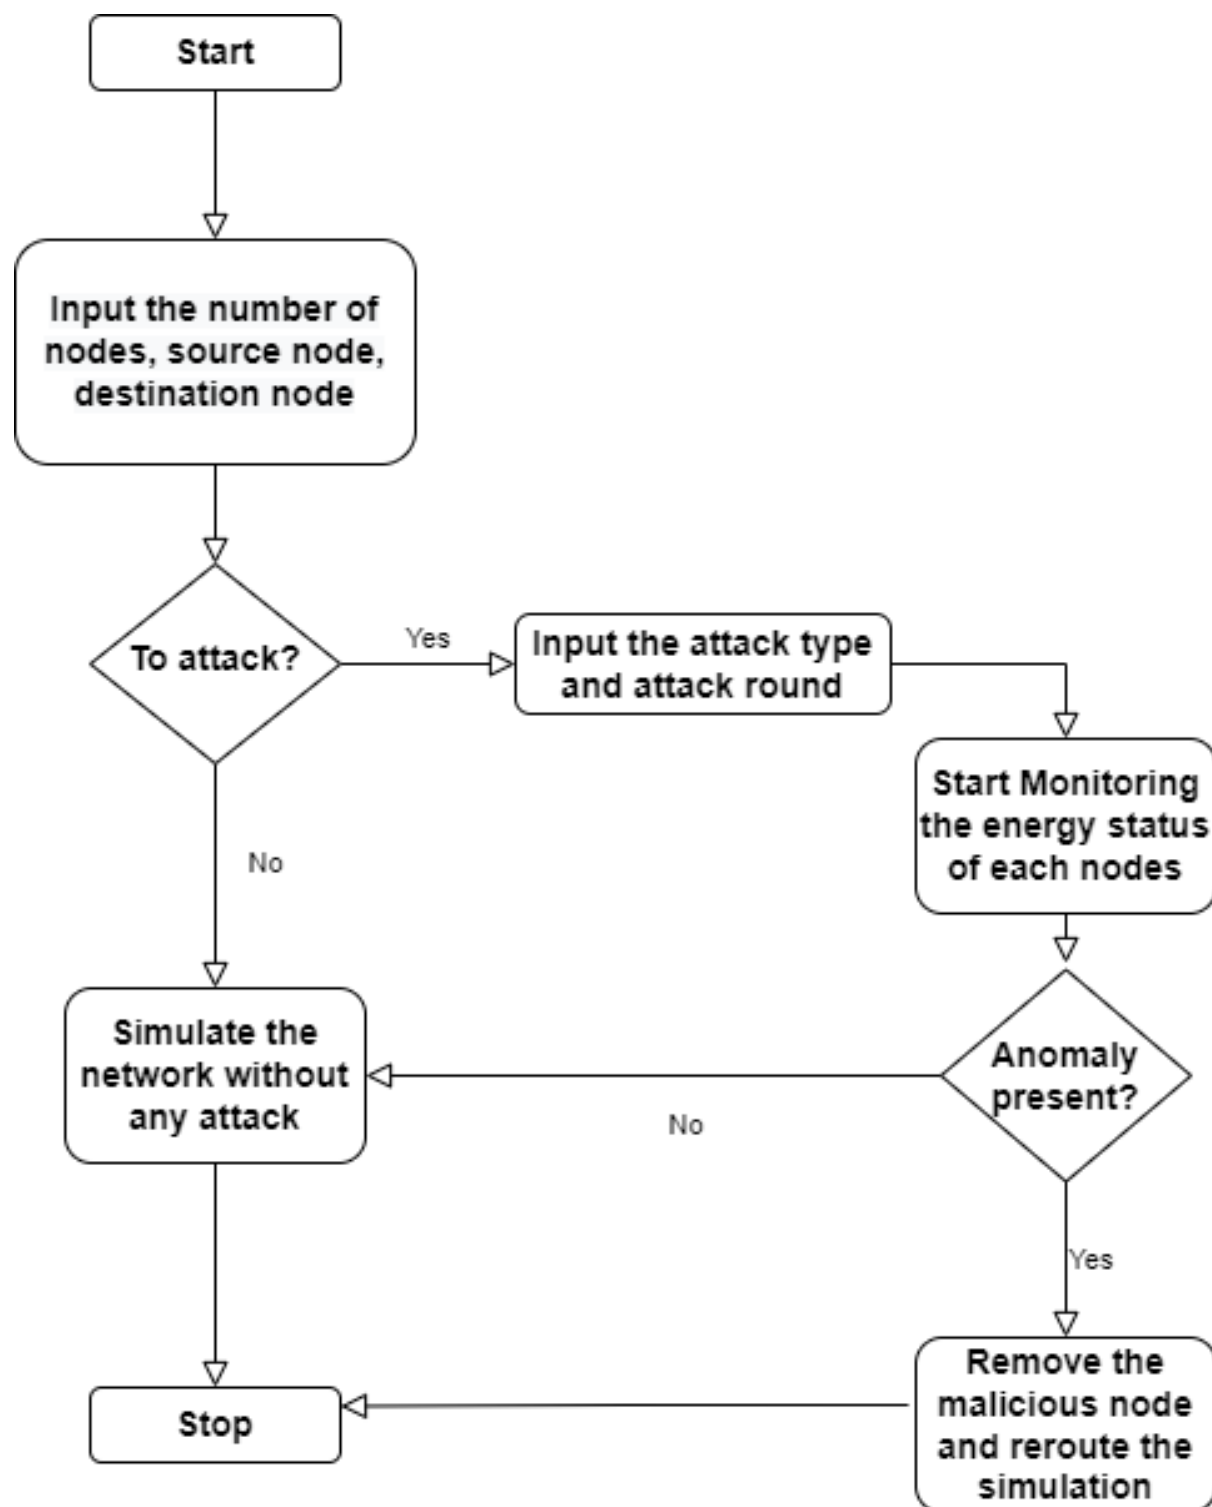 Start
Input the number of
nodes, source node,
destination node
To attack?
Yes
Input the attack type
and attack round
Start Monitoring
the energy status
of each nodes
No
Simulate the
network without
any attack
Anomaly
present?
No
Yes
Remove the
malicious node
and reroute the
simulation
Stop